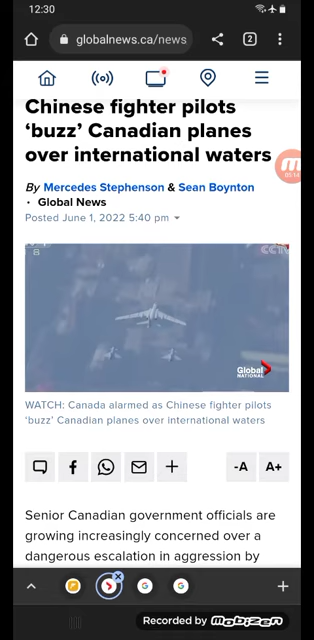 12:30
globalnews.ca/news
2
Chinese fighter pilots
‘buzz’ Canadian planes
over international waters
By Mercedes Stephenson & Sean Boynton
• Global News
Posted June 1, 2022 5:40 pm
CCTV
Global
NATIONAL
WATCH: Canada alarmed as Chinese fighter pilots
‘buzz’ Canadian planes over international waters
-A A+
Senior Canadian government officials are
growing increasingly concerned over a
dangerous escalation in aggression by
Recorded by Mobizen